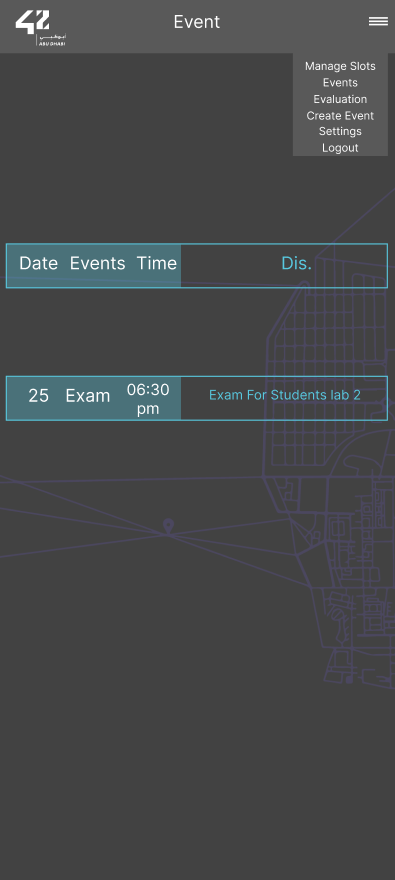 42
Event
أبوظبي
ABU DHABI
Manage Slots
Events
Evaluation
Create Event
Settings
Logout
Date Events Time Dis.
25 Exam 06:30 pm Exam For Students lab 2